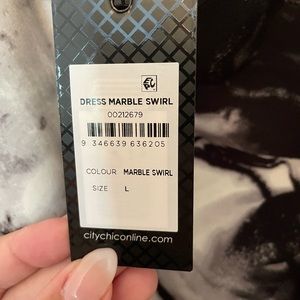 DRESS MARBLE SWIRL
00212679
9 346639 636205
COLOUR MARBLE SWIRL
SIZE L
citychiconline.com